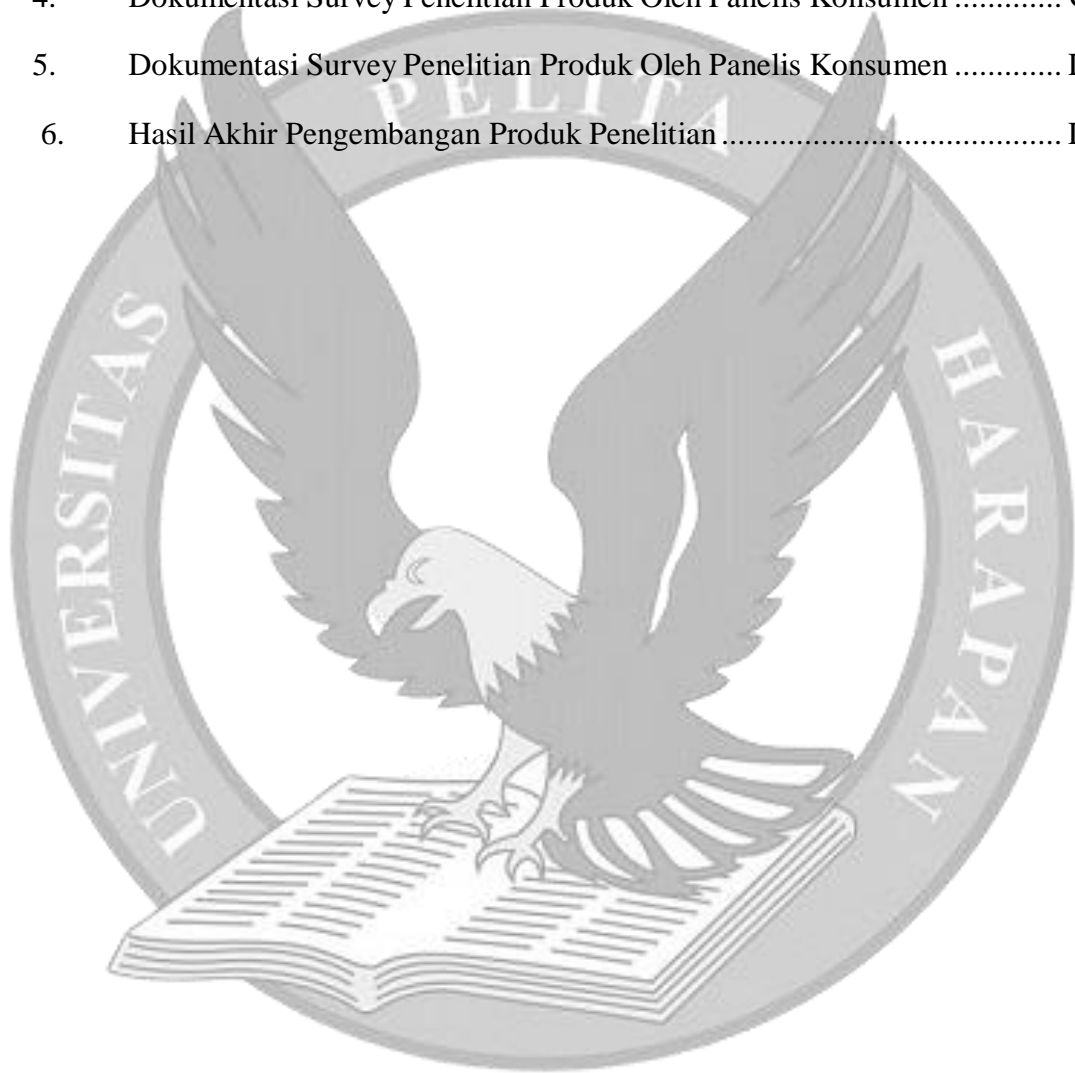 4. Dokumentasi Survey Penelitian Produk Oleh Panelis Konsumen .............
5. Dokumentasi Survey Penelitian Produk Oleh Panelis Konsumen .............
6. Hasil Akhir Pengembangan Produk Penelitian .....................................
UNIVERSITAS PELITA HARAPAN